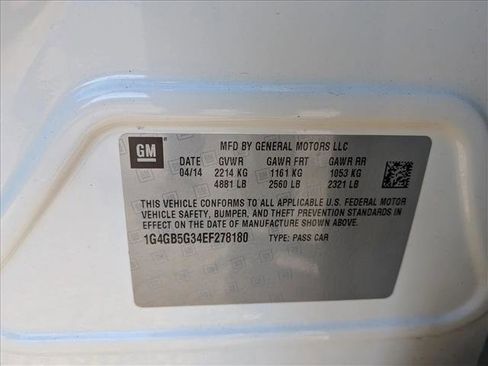 GM
MFD BY GENERAL MOTORS LLC
DATE GVWR GAWR FRT GAWR RR
04/14 2214 KG 1161 KG 1053 KG
4881 LB 2560 LB 2321 LB
THIS VEHICLE CONFORMS TO ALL APPLICABLE U.S. FEDERAL MOTOR
VEHICLE SAFETY, BUMPER, AND THEFT PREVENTION STANDARDS IN
EFFECT ON THE DATE OF MANUFACTURE SHOWN ABOVE.
1G4GB5G34EF278180 TYPE: PASS CAR